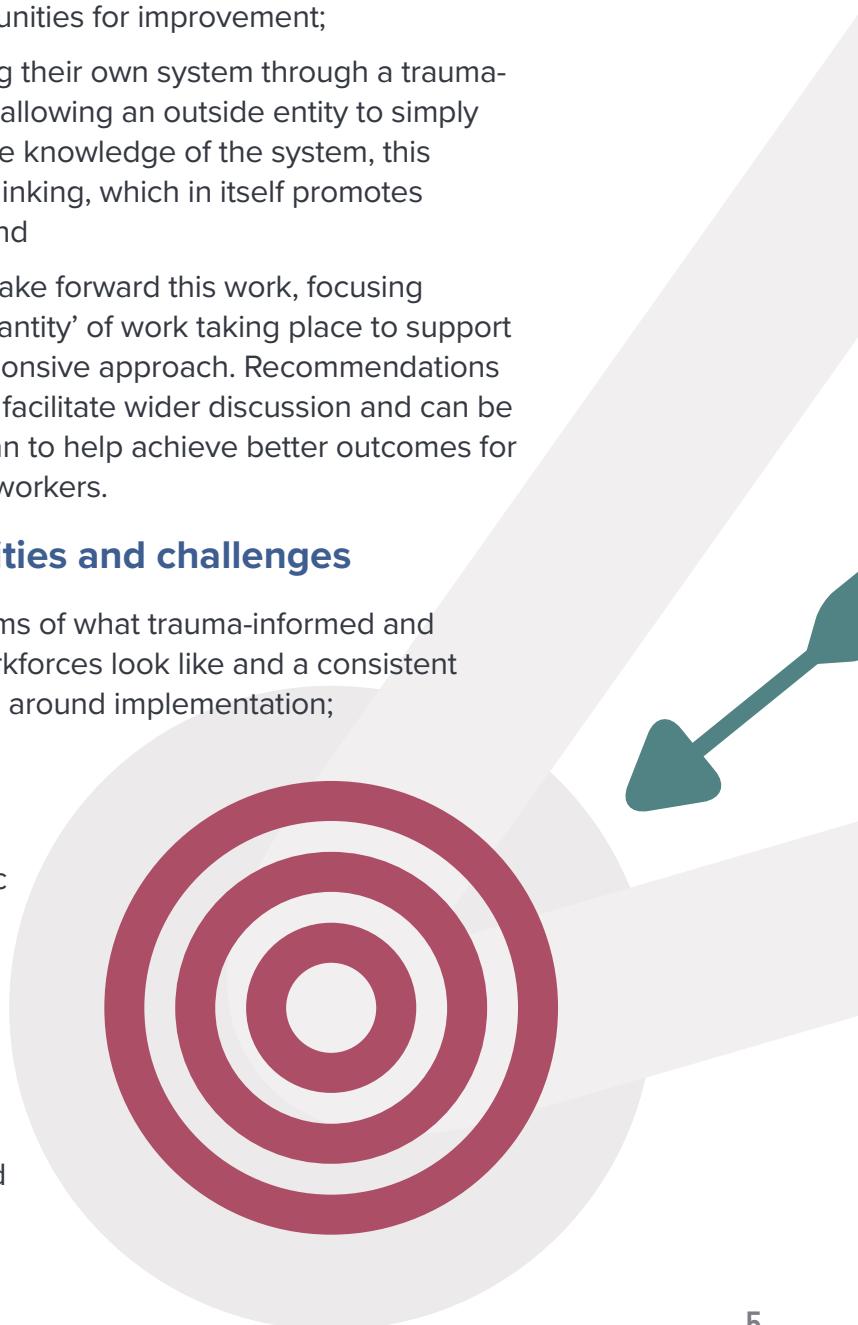 unities for improvement;
g their own system through a trauma-
allowing an outside entity to simply
e knowledge of the system, this
inking, which in itself promotes
nd
ake forward this work, focusing
antity’ of work taking place to support
onsive approach. Recommendations
facilitate wider discussion and can be
an to help achieve better outcomes for
workers.
ities and challenges
ms of what trauma-informed and
rkforces look like and a consistent
around implementation;
c
d
5